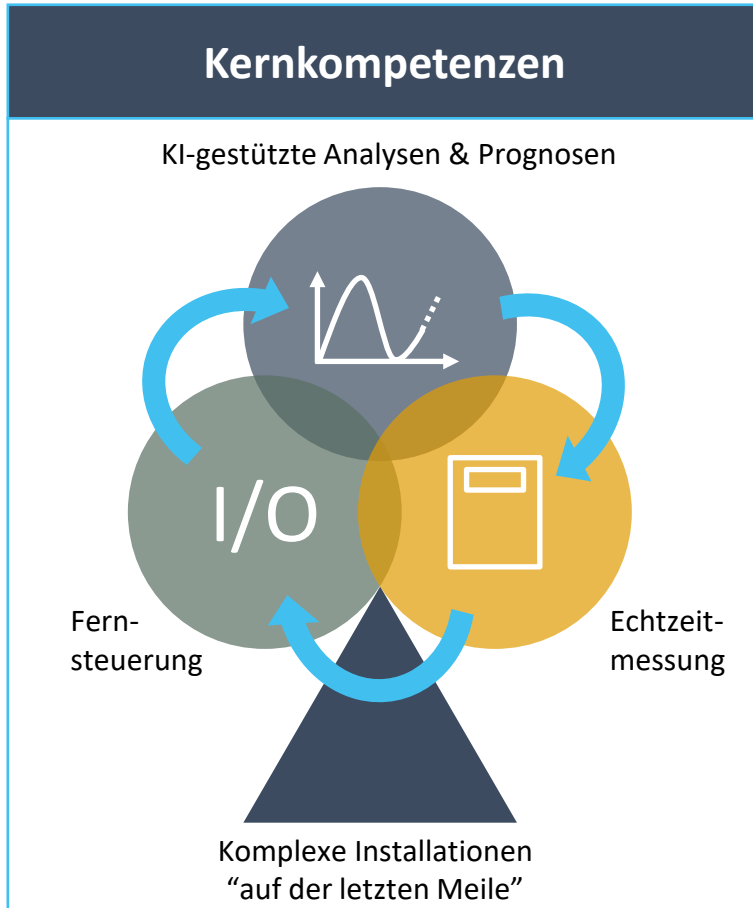 Kernkompetenzen
KI-gestützte Analysen & Prognosen
I/O
Fern-
steuerung
Echtzeit-
messung
Komplexe Installationen
“auf der letzten Meile”